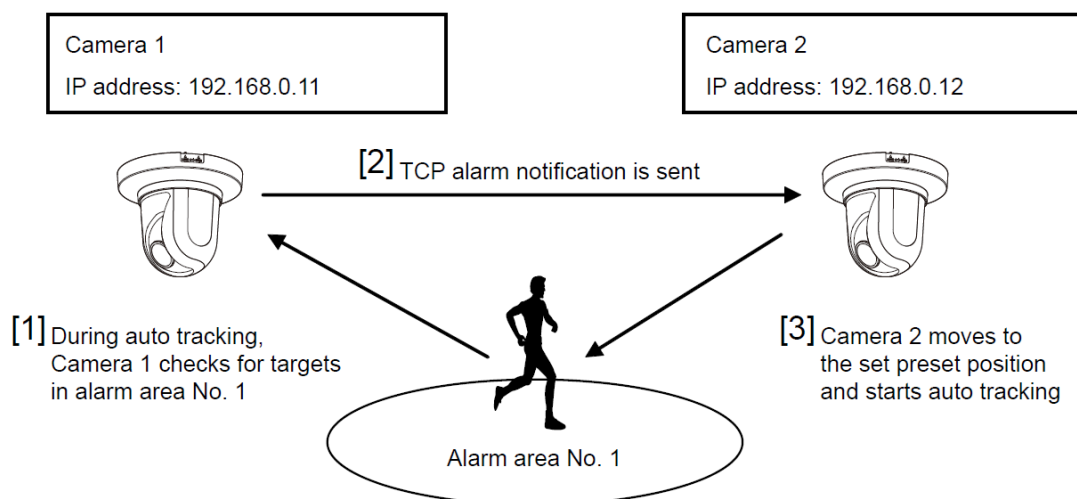 Camera 1
IP address: 192.168.0.11
Camera 2
IP address: 192.168.0.12
[2] TCP alarm notification is sent
[1] During auto tracking,
Camera 1 checks for targets
in alarm area No. 1
[3] Camera 2 moves to
the set preset position
and starts auto tracking
Alarm area No. 1